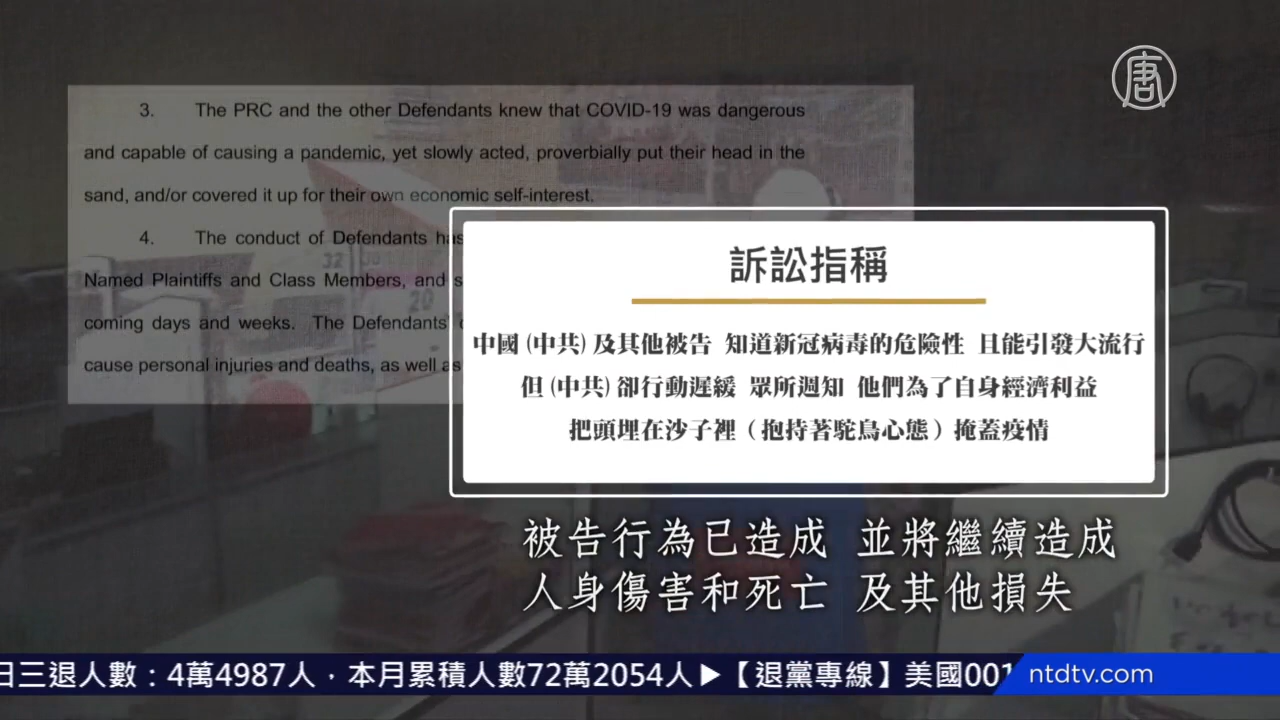 唐
3. The PRC and the other Defendants knew that COVID-19 was dangerous
and capable of causing a pandemic, yet slowly acted, proverbially put their head in the
sand, and/or covered it up for their own economic self-interest.
4. The conduct of Defendants has
Named Plaintiffs and Class Members, and s
coming days and weeks. The Defendants'
cause personal injuries and deaths, as well as
訴訟指稱
中國(中共)及其他被告 知道新冠病毒的危險性 且能引發大流行
但(中共)卻行動遲緩 眾所週知 他們為了自身經濟利益
把頭埋在沙子裡（抱持著駝鳥心態）掩蓋疫情
被告行為已造成 並將繼續造成
人身傷害和死亡 及其他損失
日三退人數：4萬4987人，本月累積人數72萬2054人▶【退黨專線】美國001
ntdtv.com